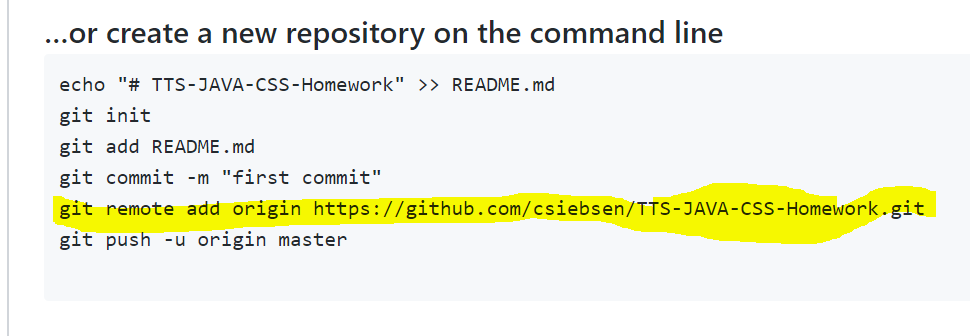 ...or create a new repository on the command line
echo "# TTS-JAVA-CSS-Homework" >> README.md
git init
git add README.md
git commit -m "first commit"
git remote add origin https://github.com/csiebsen/TTS-JAVA-CSS-Homework.git
git push -u origin master